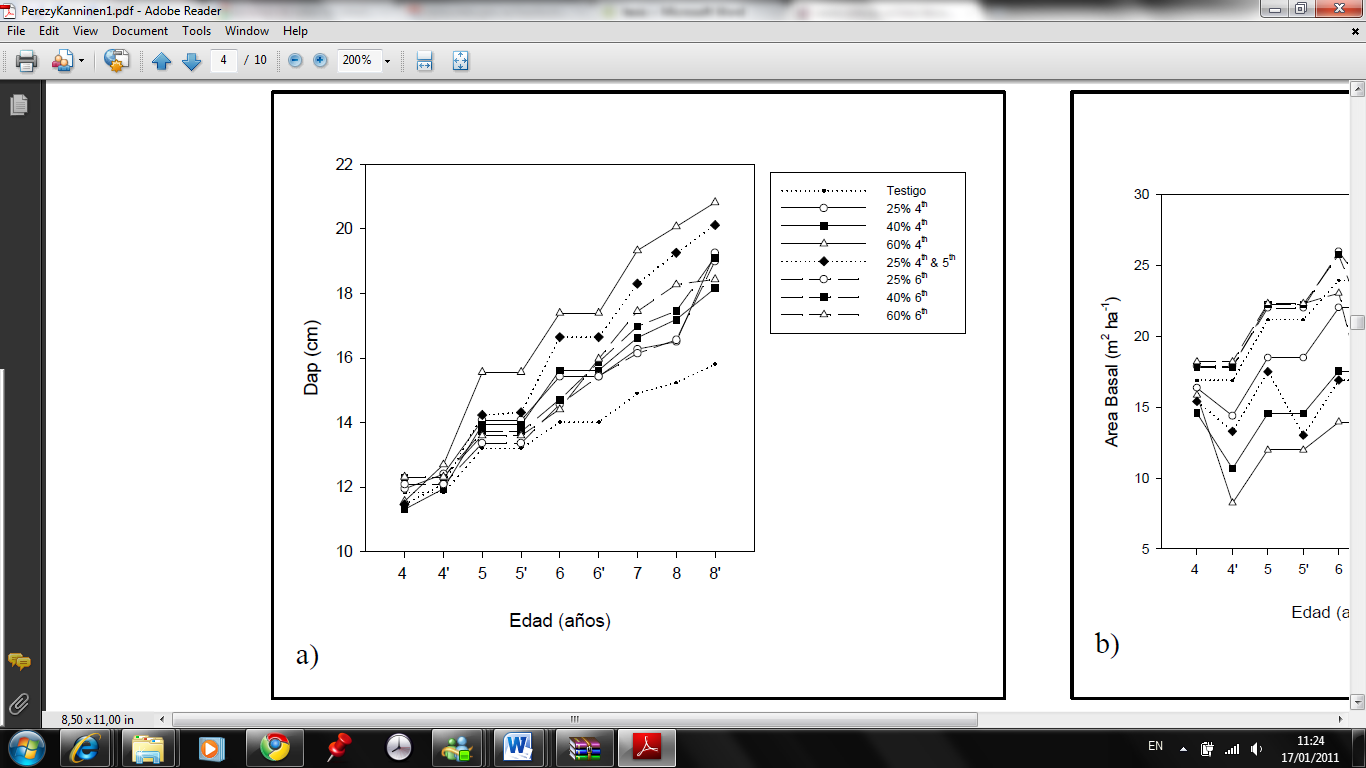 PerezyKanninen1.pdf - Adobe Reader
File Edit View Document Tools Window Help
4 / 10 200%
22
20
18
16
14
12
10
Dap (cm)
4 4' 5 5' 6 6' 7 8 8'
Edad (años)
a)
Testigo
25% 4th
40% 4th
60% 4th
25% 4th & 5th
25% 6th
40% 6th
60% 6th
30
25
20
15
10
5
Area Basal (m2 ha-1)
4 4' 5 5' 6
Edad (a
b)
8,50 x 11,00 in
EN
11:24
17/01/2011